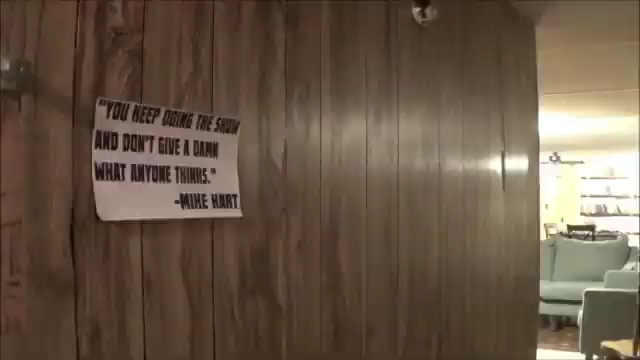 "YOU KEEP DOING THE SHOW
AND DON'T GIVE A DAMN
WHAT ANYONE THINKS."
-MIKE HART